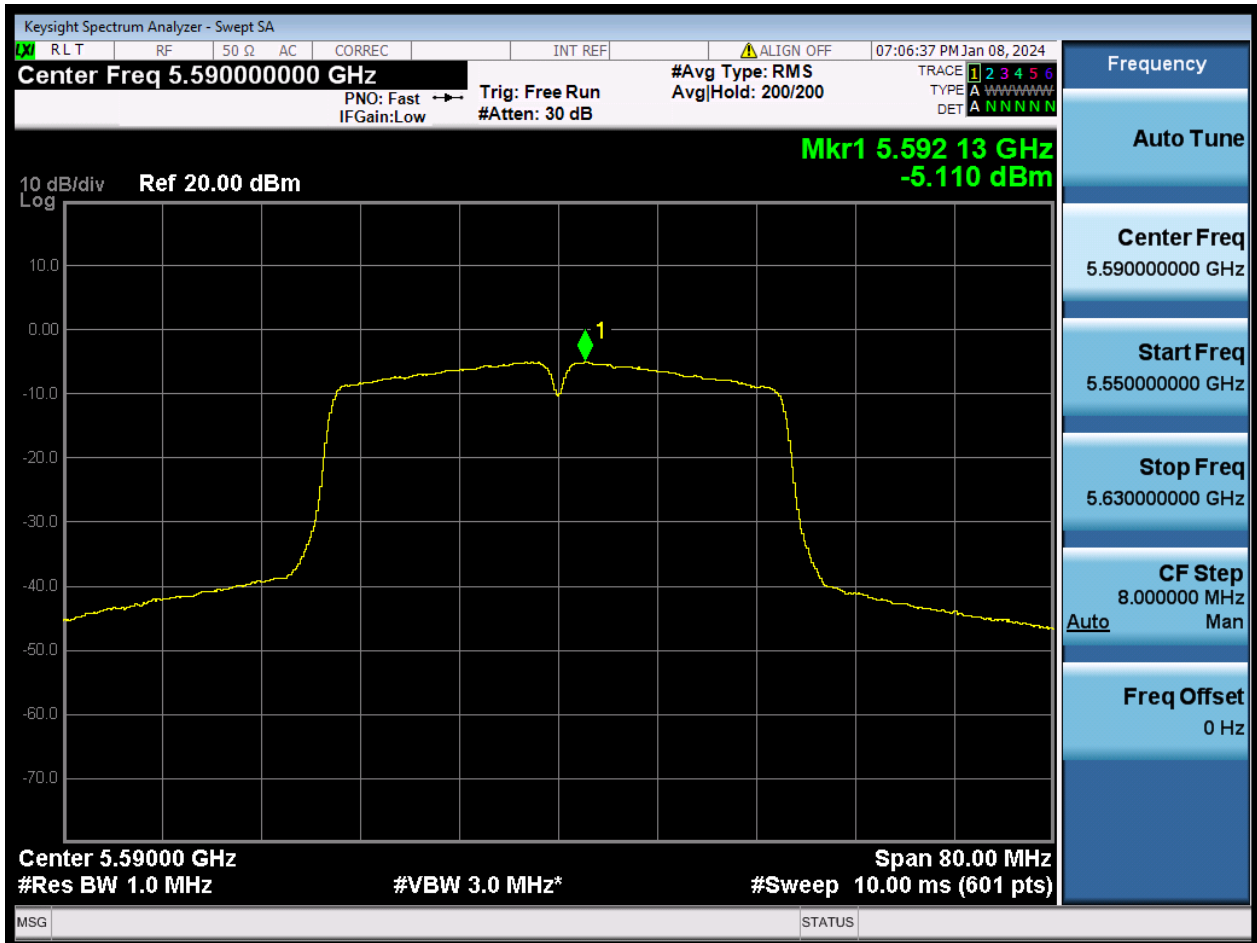 Keysight Spectrum Analyzer - Swept SA
LXI RLT RF 50 Ω AC CORREC INT REF ALIGN OFF 07:06:37 PM Jan 08, 2024
Center Freq 5.590000000 GHz
PNO: Fast
IFGain:Low
Trig: Free Run
#Atten: 30 dB
#Avg Type: RMS
Avg|Hold: 200/200
TRACE 1 2 3 4 5 6
TYPE A WWWWW
DET A N N N N N
Mkr1 5.592 13 GHz
-5.110 dBm
10 dB/div
Log
Ref 20.00 dBm
1
10.0
0.00
-10.0
-20.0
-30.0
-40.0
-50.0
-60.0
-70.0
Center 5.59000 GHz
Span 80.00 MHz
#Res BW 1.0 MHz
#VBW 3.0 MHz*
#Sweep 10.00 ms (601 pts)
MSG
STATUS
Frequency
Auto Tune
Center Freq
5.590000000 GHz
Start Freq
5.550000000 GHz
Stop Freq
5.630000000 GHz
CF Step
8.000000 MHz
Auto Man
Freq Offset
0 Hz